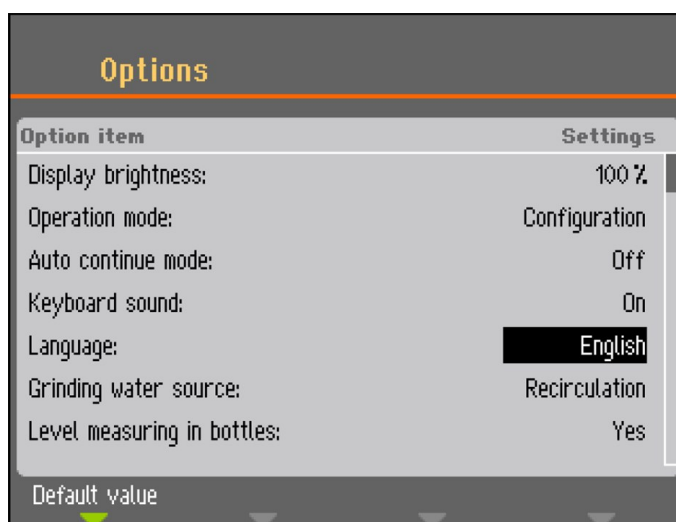 Options
Option item Settings
Display brightness: 100 %
Operation mode: Configuration
Auto continue mode: Off
Keyboard sound: On
Language: English
Grinding water source: Recirculation
Level measuring in bottles: Yes
Default value